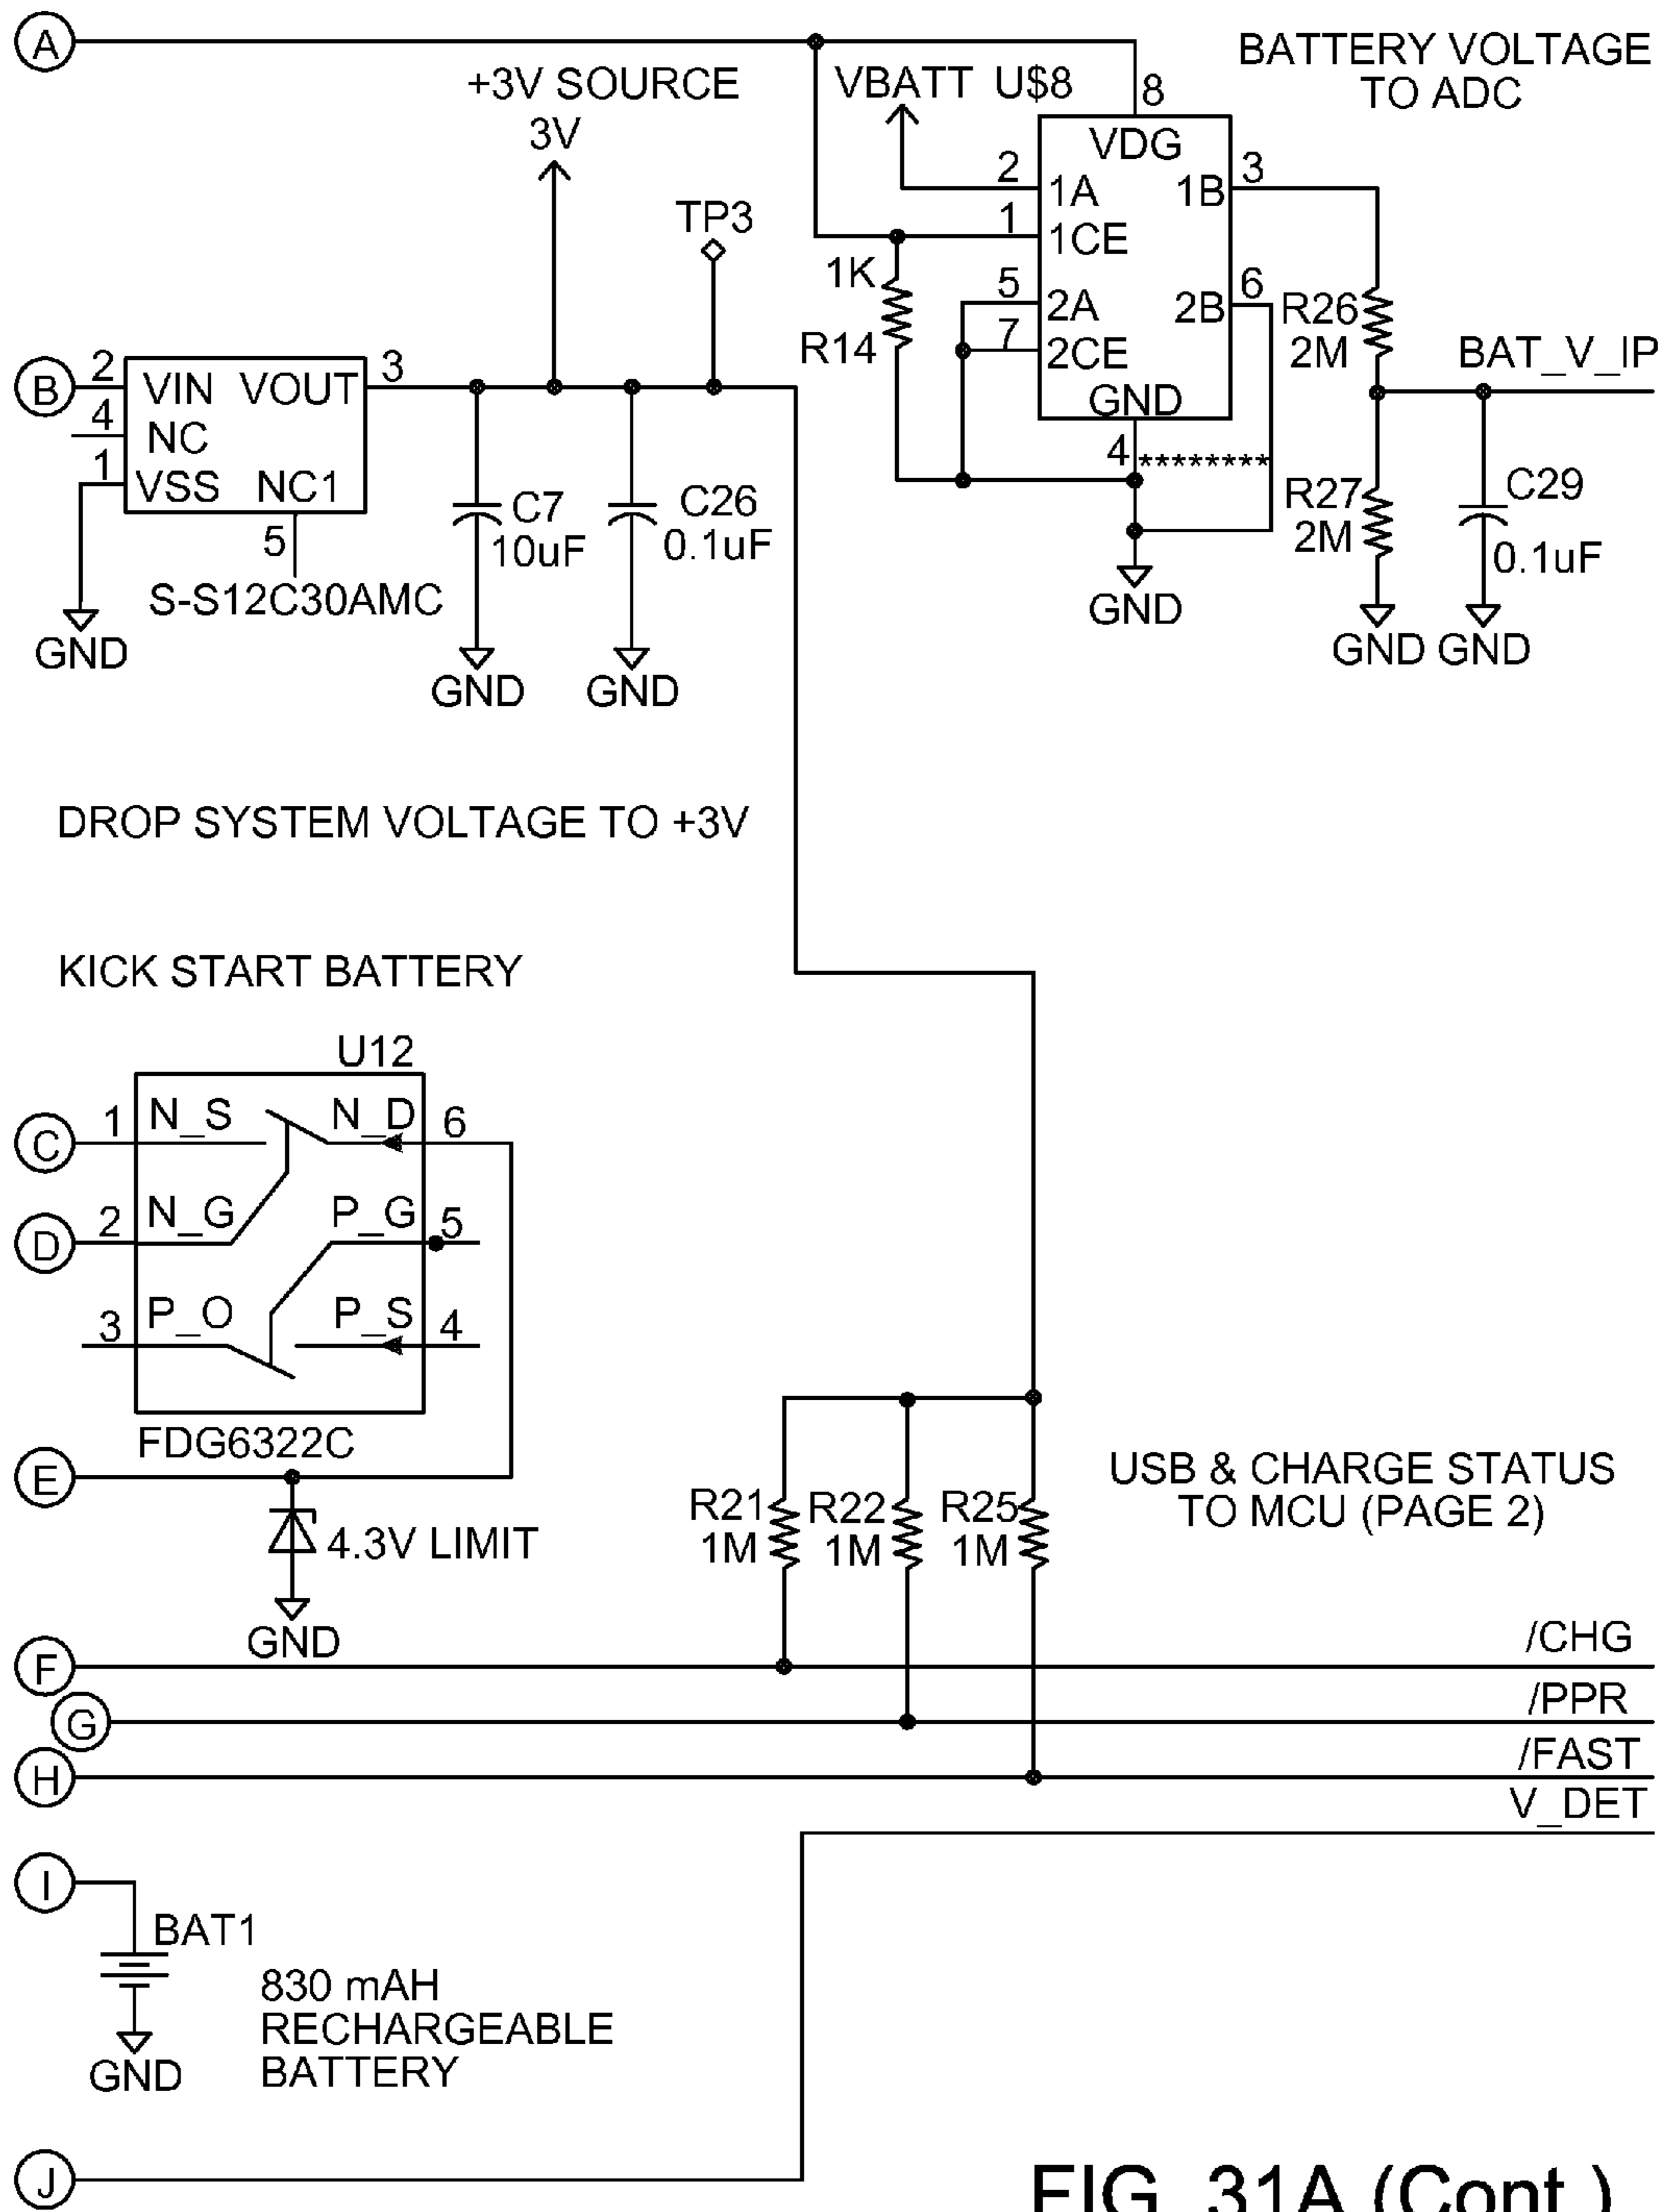 A
BATTERY VOLTAGE
TO ADC
+3V SOURCE
3V
VBATT U$8
8
VDG
2 1A 1B 3
1 1CE
TP3
1K
R14
5 2A 2B 6
7 2CE
GND
4 ********
GND
R26
2M
BAT_V_IP
R27
2M
C29
0.1uF
GND GND
B
2 VIN VOUT 3
4 NC
1 VSS NC1
5
S-S12C30AMC
GND
C7
10uF
C26
0.1uF
GND GND
DROP SYSTEM VOLTAGE TO +3V
KICK START BATTERY
U12
C 1 N_S N_D 6
D 2 N_G P_G 5
3 P_O P_S 4
FDG6322C
E
4.3V LIMIT
GND
R21
1M
R22
1M
R25
1M
USB & CHARGE STATUS
TO MCU (PAGE 2)
F /CHG
G /PPR
H /FAST
V_DET
I
BAT1
830 mAH
RECHARGEABLE
BATTERY
GND
J
FIG. 31A (Cont.)